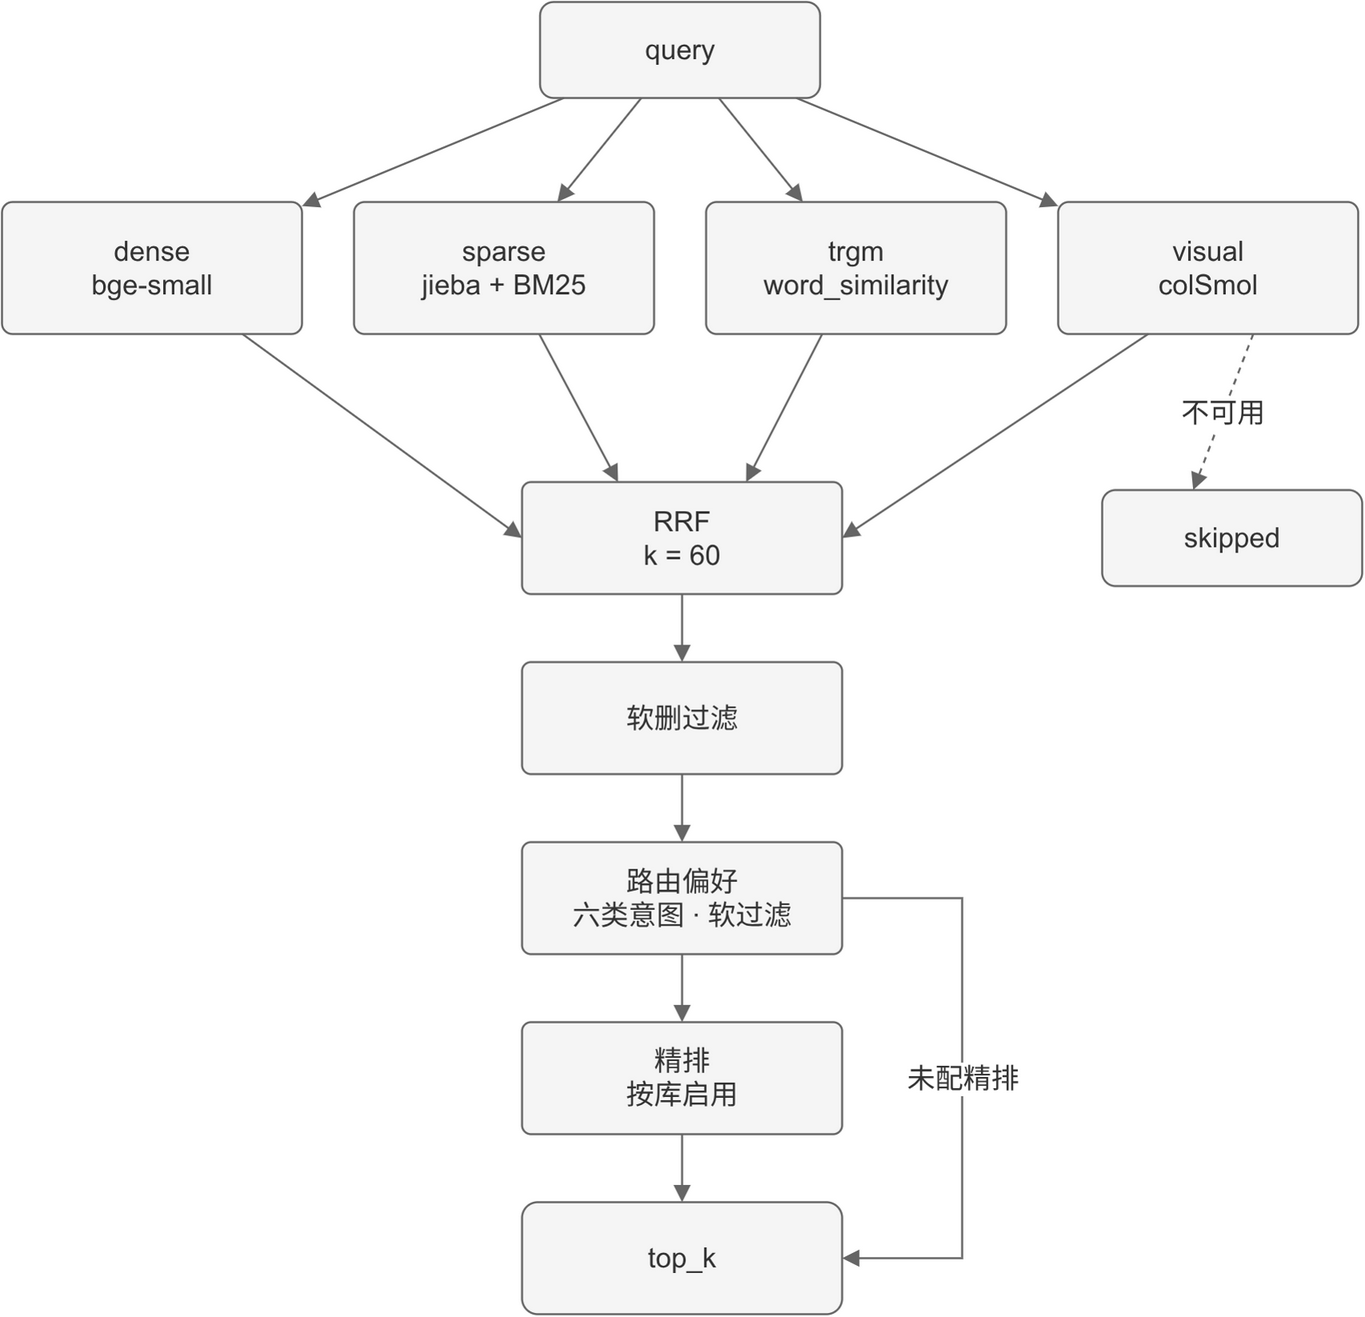 query
dense
bge-small
sparse
jieba + BM25
trgm
word_similarity
visual
colSmol
不可用
RRF
k = 60
skipped
软删过滤
路由偏好
六类意图 · 软过滤
精排
按库启用
未配精排
top_k